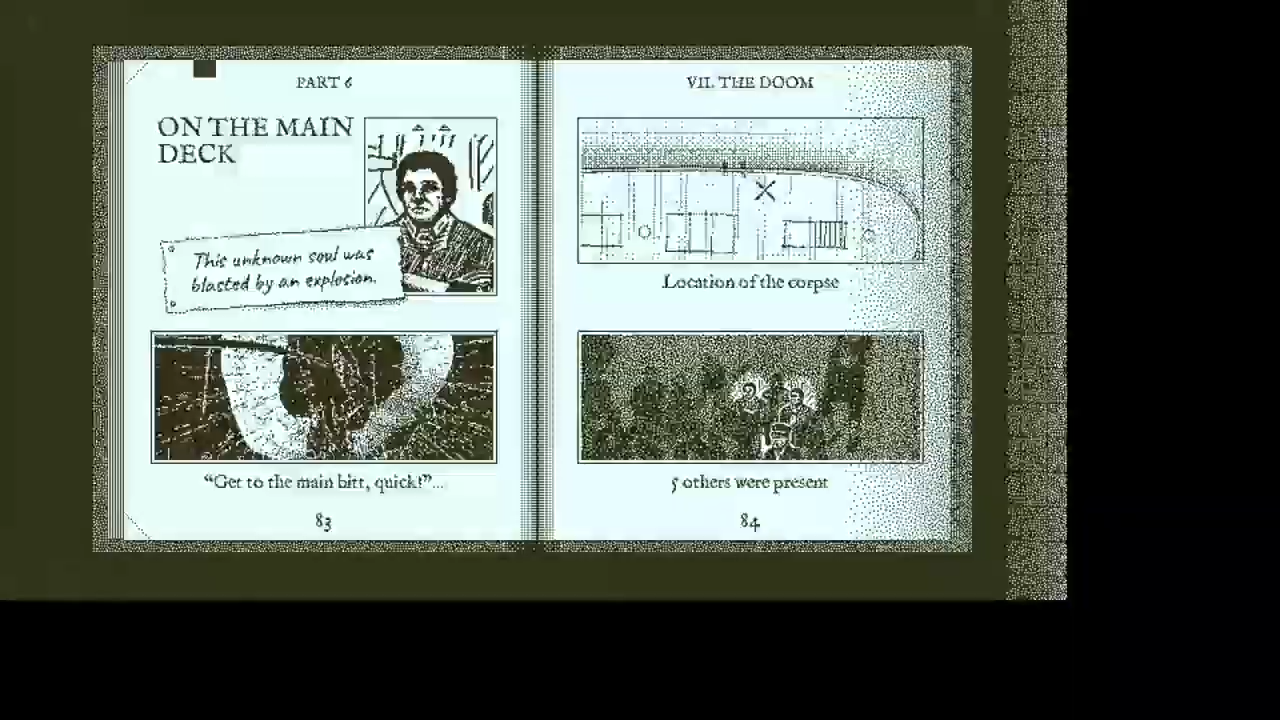 PART 6
ON THE MAIN
DECK
This unknown soul was
blasted by an explosion.
"Get to the main bitt, quick!"...
83
VII. THE DOOM
Location of the corpse
5 others were present
84